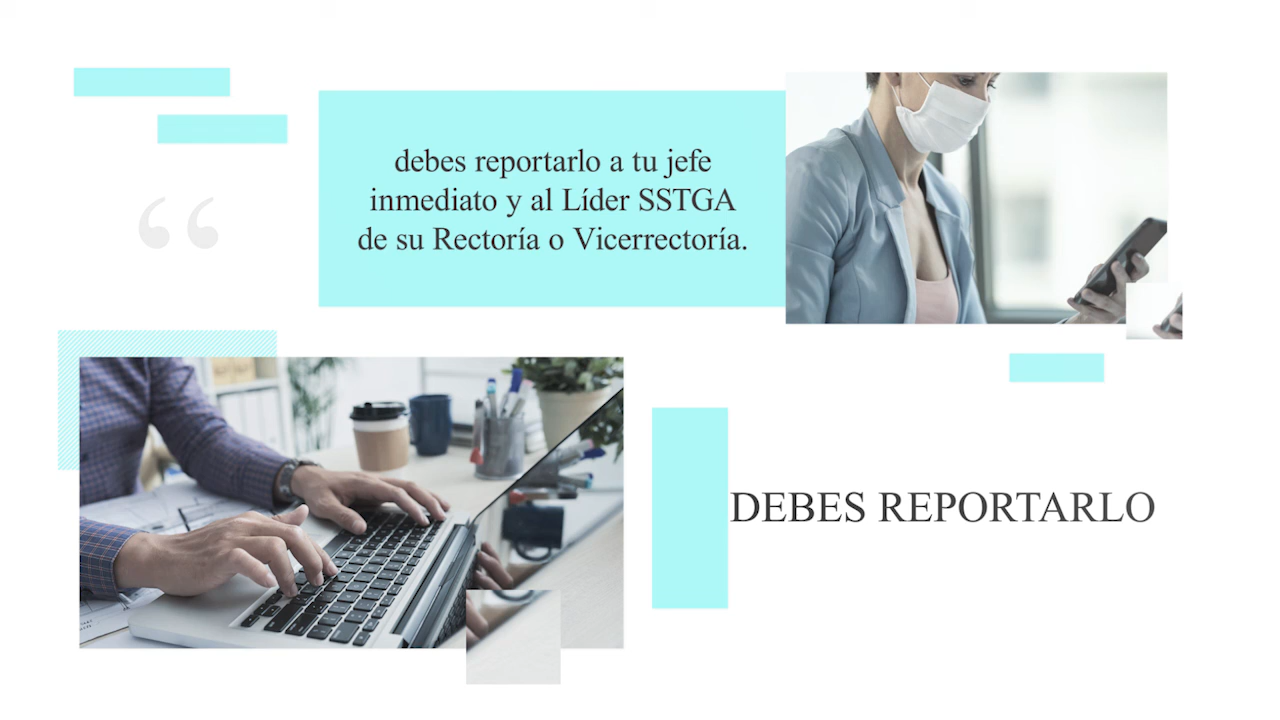 debes reportarlo a tu jefe
inmediato y al Líder SSTGA
de su Rectoría o Vicerrectoría.
DEBES REPORTARLO